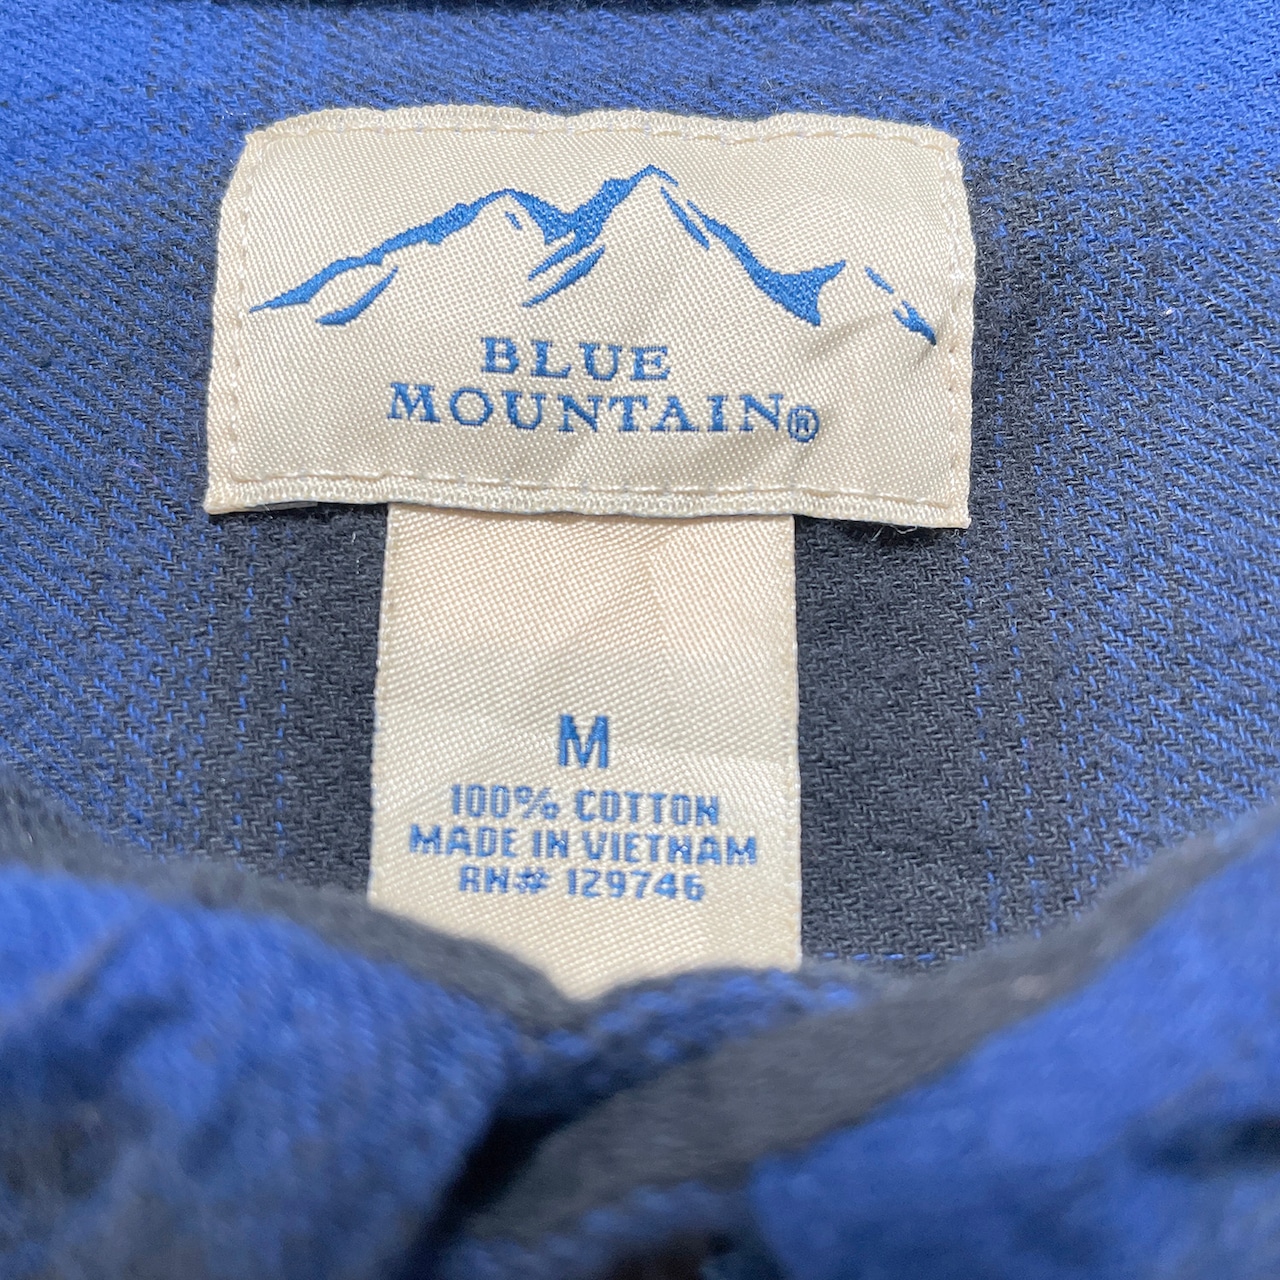 BLUE
MOUNTAIN®
M
100% COTTON
MADE IN VIETNAM
RN# 129746